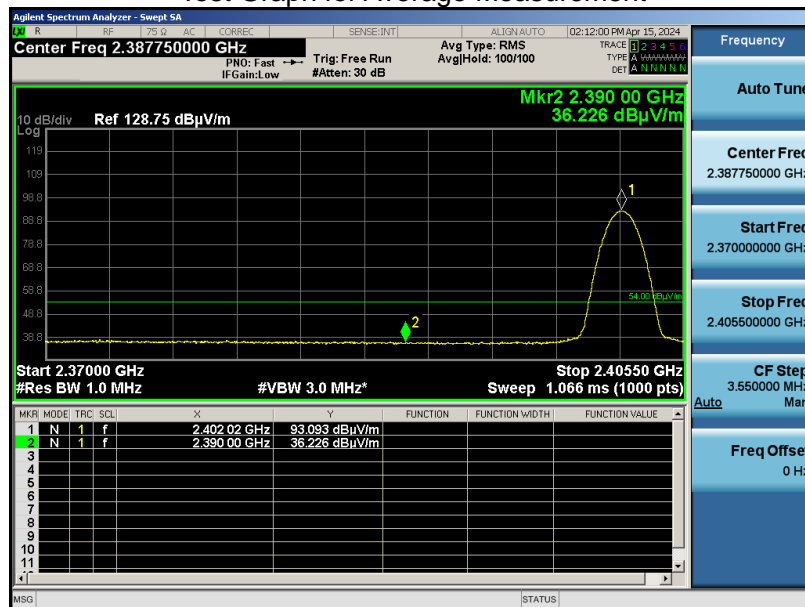 Test Graph for Average Measurement
Agilent Spectrum Analyzer - Swept SA
LXI R RF 75 Ω AC CORREC SENSE:INT ALIGN AUTO 02:12:00 PM Apr 15, 2024
Center Freq 2.387750000 GHz
PNO: Fast
IFGain:Low
Trig: Free Run
#Atten: 30 dB
Avg Type: RMS
Avg|Hold: 100/100
TRACE 1 2 3 4 5 6
TYPE A WWWWW
DET A N N N N N
Mkr2 2.390 00 GHz
36.226 dBµV/m
10 dB/div Ref 128.75 dBµV/m
Log
119
109
98.8
88.8
78.8
68.8
58.8
48.8
38.8
1
2
54.00 dBµV/m
Start 2.37000 GHz Stop 2.40550 GHz
#Res BW 1.0 MHz #VBW 3.0 MHz* Sweep 1.066 ms (1000 pts)
MKR MODE TRC SCL X Y FUNCTION FUNCTION WIDTH FUNCTION VALUE
1 N 1 f 2.402 02 GHz 93.093 dBµV/m
2 N 1 f 2.390 00 GHz 36.226 dBµV/m
3
4
5
6
7
8
9
10
11
MSG STATUS
Frequency
Auto Tune
Center Freq
2.387750000 GHz
Start Freq
2.370000000 GHz
Stop Freq
2.405500000 GHz
CF Step
3.550000 MHz
Auto Man
Freq Offset
0 Hz